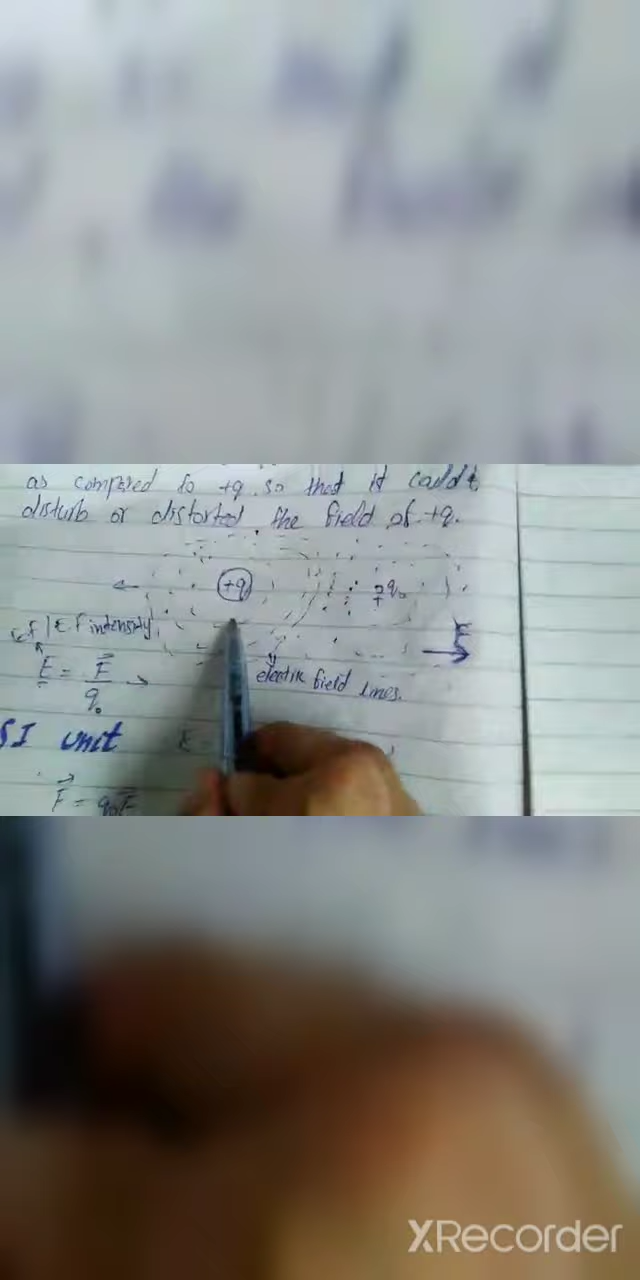 as compared to +q. so that it could't
disturb or distorted the field of +q.
+q
q₀
E.f | E.f intensity.
E
E = F / q₀
electric field lines.
SI unit
E
F = q₀E
XRecorder